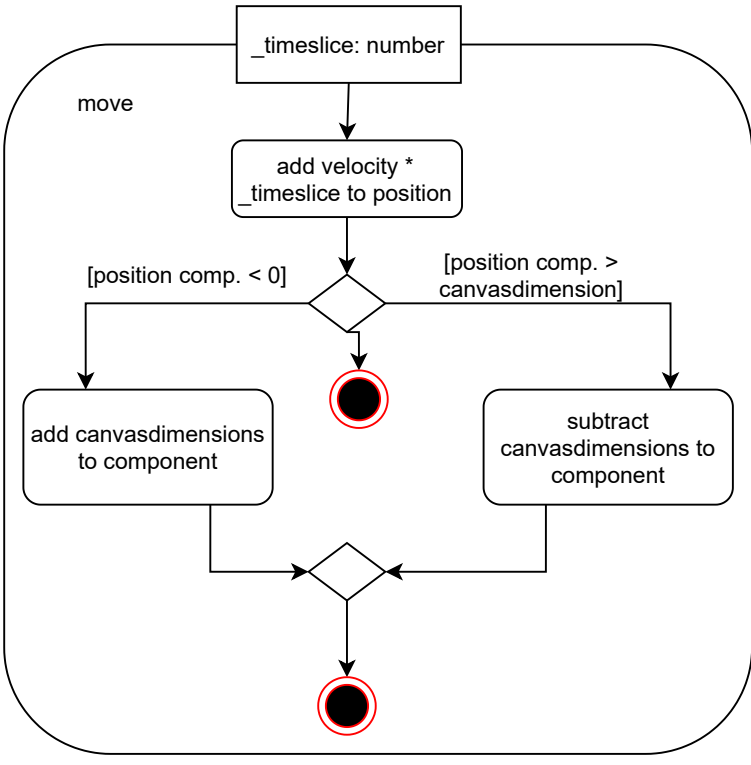 _timeslice: number
move
add velocity *
_timeslice to position
[position comp. < 0]
[position comp. >
canvasdimension]
add canvasdimensions
to component
subtract
canvasdimensions to
component